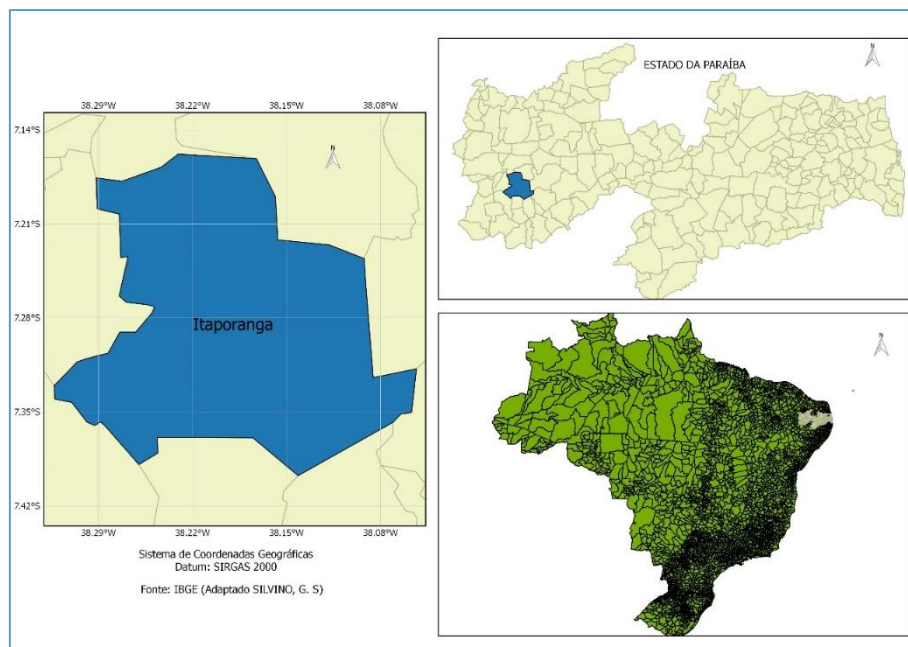 38.29°W 38.22°W 38.15°W 38.08°W
7.14°S
N
7.21°S
7.28°S
Itaporanga
7.35°S
7.42°S
38.29°W 38.22°W 38.15°W 38.08°W
Sistema de Coordenadas Geográficas
Datum: SIRGAS 2000
Fonte: IBGE (Adaptado SILVINO, G. S)
ESTADO DA PARAÍBA
N
N